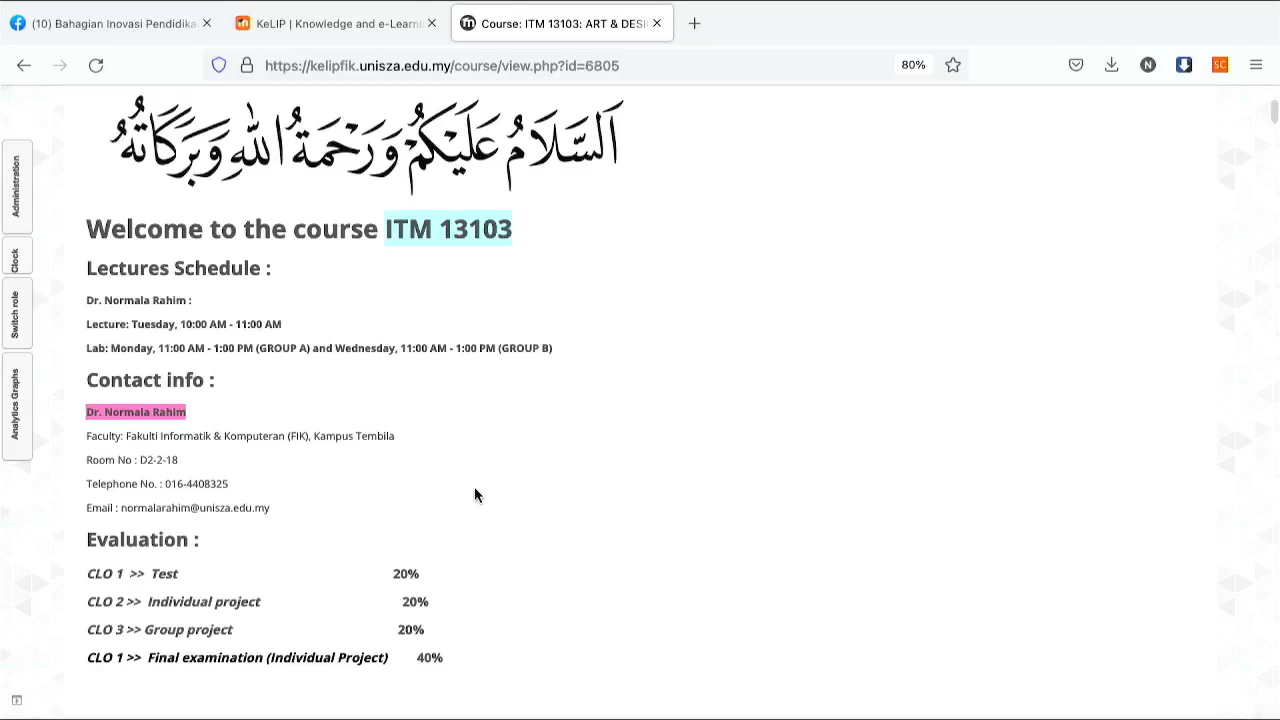 (10) Bahagian Inovasi Pendidika
KeLIP | Knowledge and e-Learni
Course: ITM 13103: ART & DESI
https://kelipfik.unisza.edu.my/course/view.php?id=6805
80%
N
SC
Administration
Clock
Switch role
Analytics Graphs
اَلسَّلَامُ عَلَيْكُمْ وَرَحْمَةُ اللهِ وَبَرَكَاتُهُ
Welcome to the course ITM 13103
Lectures Schedule :
Dr. Normala Rahim :
Lecture: Tuesday, 10:00 AM - 11:00 AM
Lab: Monday, 11:00 AM - 1:00 PM (GROUP A) and Wednesday, 11:00 AM - 1:00 PM (GROUP B)
Contact info :
Dr. Normala Rahim
Faculty: Fakulti Informatik & Komputeran (FIK), Kampus Tembila
Room No : D2-2-18
Telephone No. : 016-4408325
Email : normalarahim@unisza.edu.my
Evaluation :
CLO 1 >> Test 20%
CLO 2 >> Individual project 20%
CLO 3 >> Group project 20%
CLO 1 >> Final examination (Individual Project) 40%